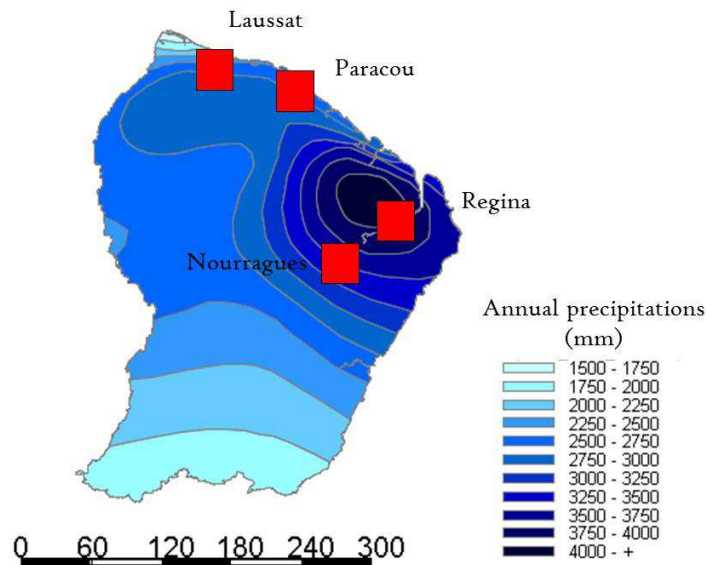 Laussat
Paracou
Regina
Nourragues
Annual precipitations
(mm)
1500 - 1750
1750 - 2000
2000 - 2250
2250 - 2500
2500 - 2750
2750 - 3000
3000 - 3250
3250 - 3500
3500 - 3750
3750 - 4000
4000 - +
0 60 120 180 240 300